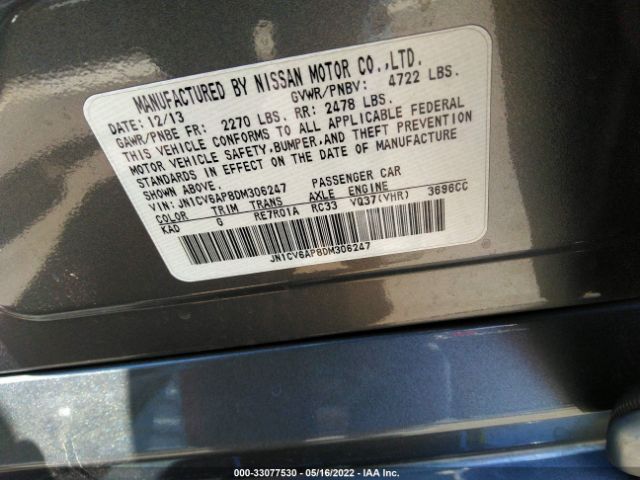 MANUFACTURED BY NISSAN MOTOR CO.,LTD.
DATE: 12/13 GVWR/PNBV: 4722 LBS.
GAWR/PNBE FR: 2270 LBS. RR: 2478 LBS.
THIS VEHICLE CONFORMS TO ALL APPLICABLE FEDERAL
MOTOR VEHICLE SAFETY,BUMPER,AND THEFT PREVENTION
STANDARDS IN EFFECT ON THE DATE OF MANUFACTURE
SHOWN ABOVE.
VIN: JN1CV6AP8DM306247 PASSENGER CAR
COLOR TRIM TRANS AXLE ENGINE
KAD G RE7R01A RC33 VQ37(VHR) 3696CC
JN1CV6AP8DM306247
000-33077530 - 05/16/2022 - IAA Inc.